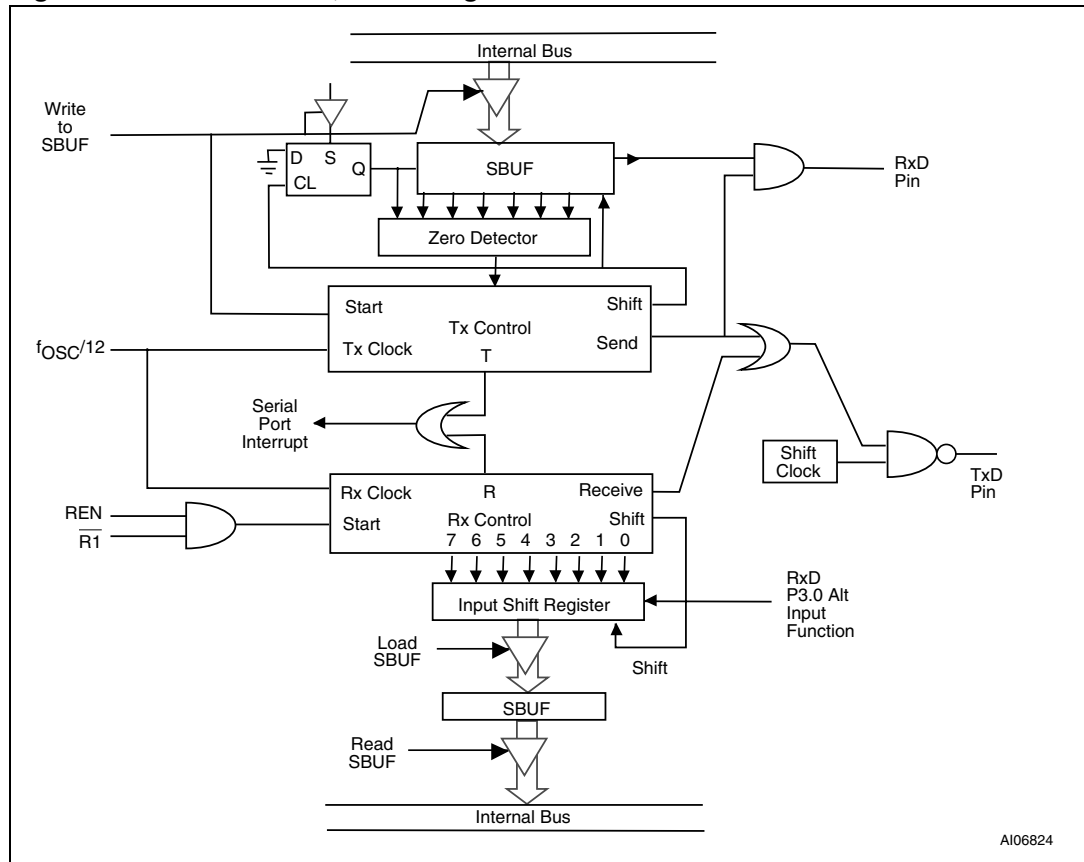 Internal Bus
Write
to
SBUF
D S
Q
CL
SBUF
RxD
Pin
Zero Detector
Start
Shift
Tx Control
fOSC/12
Tx Clock
Send
T
Serial
Port
Interrupt
Shift
Clock
TxD
Pin
Rx Clock
R
Receive
REN
R1
Start
Rx Control
Shift
7 6 5 4 3 2 1 0
Input Shift Register
RxD
P3.0 Alt
Input
Function
Load
SBUF
Shift
SBUF
Read
SBUF
Internal Bus
AI06824